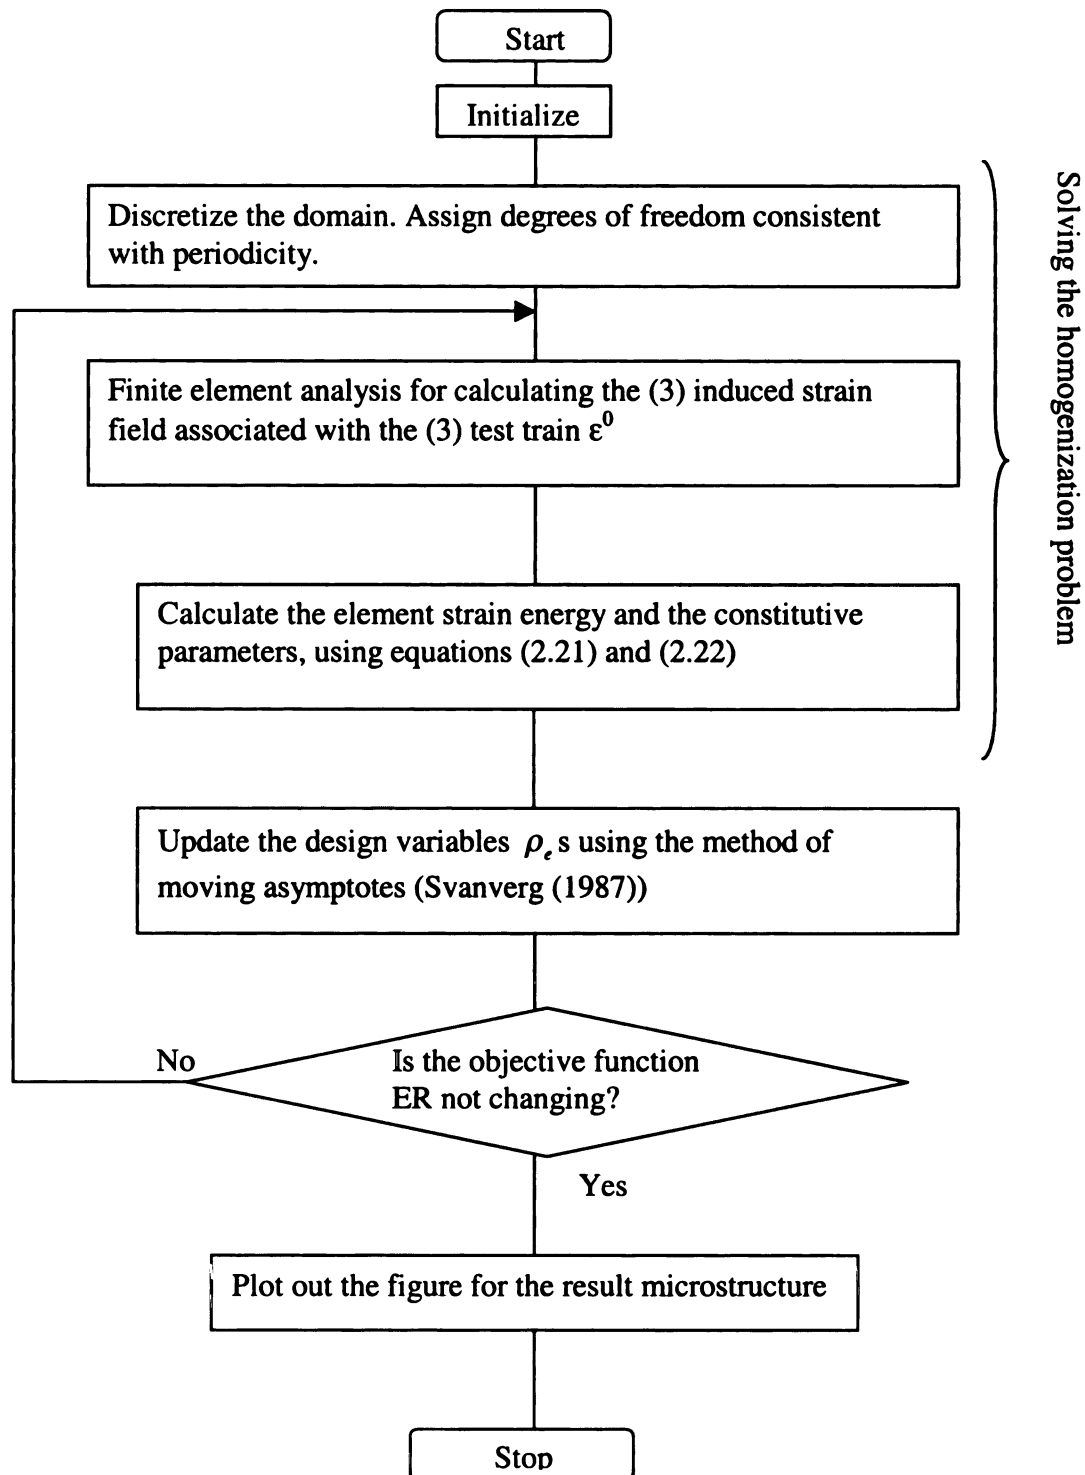 Start
Initialize
Discretize the domain. Assign degrees of freedom consistent
with periodicity.
Finite element analysis for calculating the (3) induced strain
field associated with the (3) test train ε⁰
Calculate the element strain energy and the constitutive
parameters, using equations (2.21) and (2.22)
Solving the homogenization problem
Update the design variables ρₑ s using the method of
moving asymptotes (Svanverg (1987))
Is the objective function
ER not changing?
No
Yes
Plot out the figure for the result microstructure
Stop